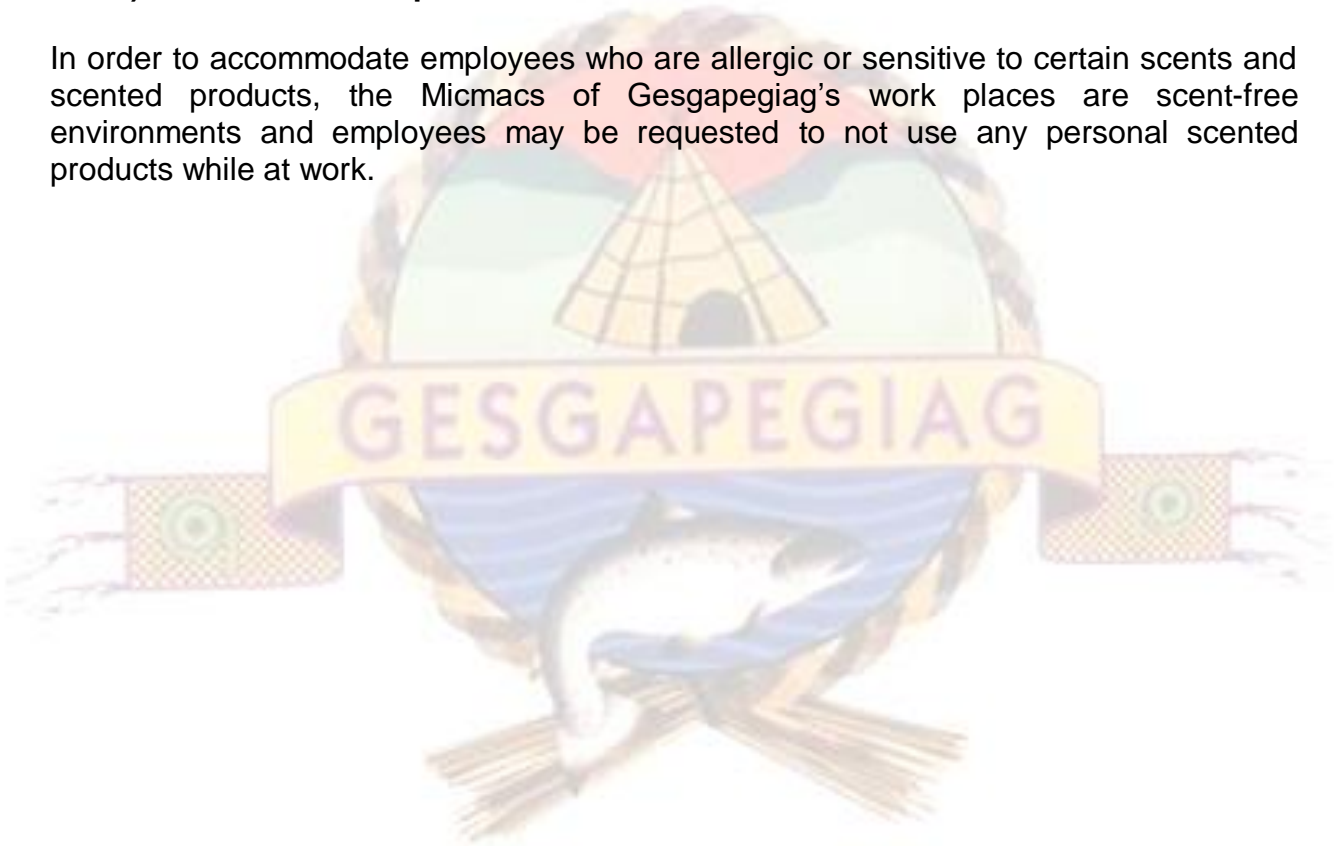 In order to accommodate employees who are allergic or sensitive to certain scents and
scented products, the Micmacs of Gesgapegiag’s work places are scent-free
environments and employees may be requested to not use any personal scented
products while at work.
GESGAPEGIAG